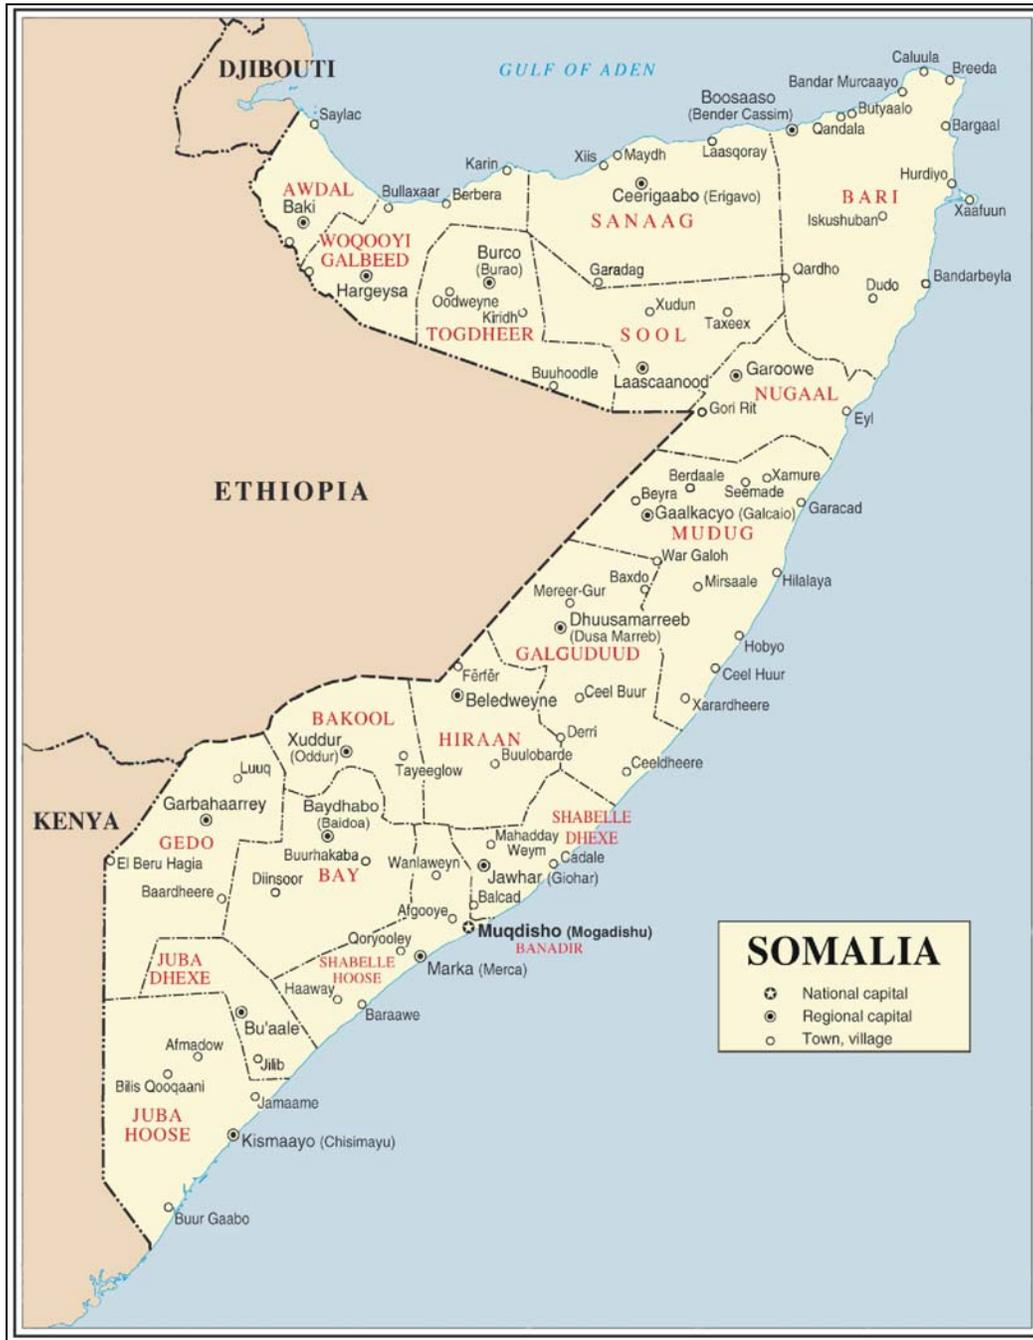 DJIBOUTI
GULF OF ADEN
Caluula
Breeda
Bandar Murcaayo
Boosaaso
(Bender Cassim)
Butyaalo
Qandala
Bargaal
Saylac
Laasqoray
Maydh
Xiis
Karin
Hurdiyo
Xaafuun
AWDAL
Baki
Bullaxaar
Berbera
Ceerigaabo (Erigavo)
SANAAG
BARI
Iskushuban
WOQOOYI
GALBEED
Hargeysa
Burco
(Burao)
Oodweyne
Kiridh
TOGDHEER
Garadag
Qardho
Bandarbeyla
Dudo
Xudun
Taxeex
SOOL
Buuhoodle
Laascaanood
Garoowe
NUGAAL
Gori Rit
Eyl
ETHIOPIA
Berdaale
Xamure
Seemade
Beyra
Gaalkacyo (Galcaio)
Garacad
MUDUG
War Galoh
Baxdo
Mirsaale
Hilalaya
Mereer-Gur
Dhuusamarreeb
(Dusa Marreb)
GALGUDUUD
Hobyo
Ceel Huur
Fĕrfĕr
Beledweyne
Ceel Buur
Xarardheere
BAKOOL
Xuddur
(Oddur)
HIRAAN
Derri
Tayeeglow
Buulobarde
Ceeldheere
Luuq
KENYA
Garbahaarrey
GEDO
Baydhabo
(Baidoa)
SHABELLE
DHEXE
Mahadday
Weym
El Beru Hagia
Buurhakaba
BAY
Wanlaweyn
Cadale
Jawhar (Giohar)
Baardheere
Diinsoor
Balcad
Afgooye
Muqdisho (Mogadishu)
BANADIR
Qoryooley
JUBA
DHEXE
SHABELLE
HOOSE
Marka (Merca)
Haaway
Baraawe
Bu'aale
Afmadow
Jilib
Bilis Qooqaani
Jamaame
JUBA
HOOSE
Kismaayo (Chisimayu)
Buur Gaabo
SOMALIA
National capital
Regional capital
Town, village